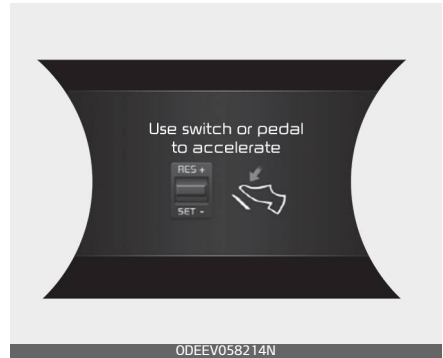 Use switch or pedal
to accelerate
RES +
SET -
ODEEV058214N